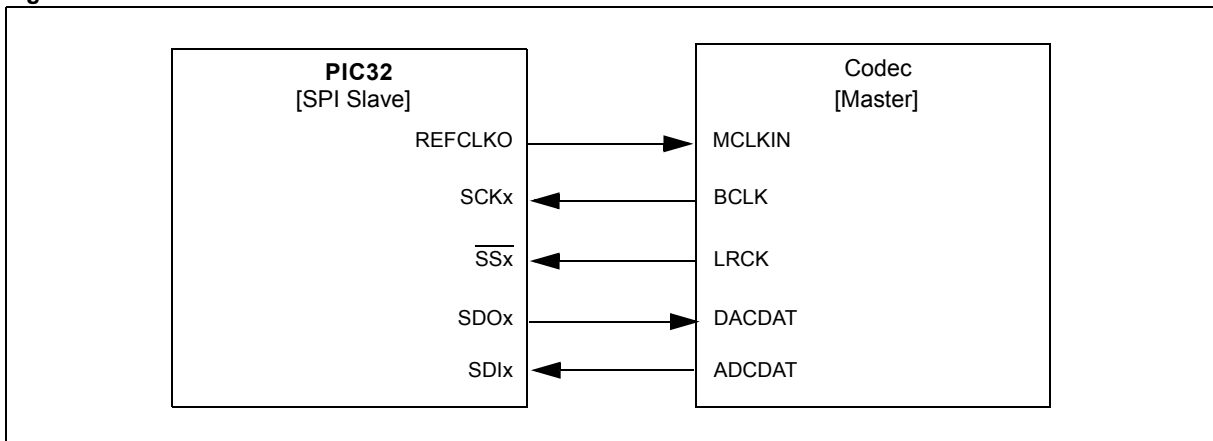 PIC32
[SPI Slave]
Codec
[Master]
REFCLKO
MCLKIN
SCKx
BCLK
SSx
LRCK
SDOx
DACDAT
SDIx
ADCDAT